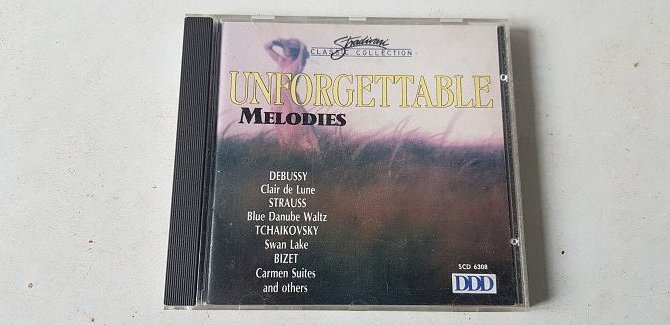 Stradivari
CLASSIC COLLECTION
UNFORGETTABLE
MELODIES
DEBUSSY
Clair de Lune
STRAUSS
Blue Danube Waltz
TCHAIKOVSKY
Swan Lake
BIZET
Carmen Suites
and others
SCD 6308
DDD